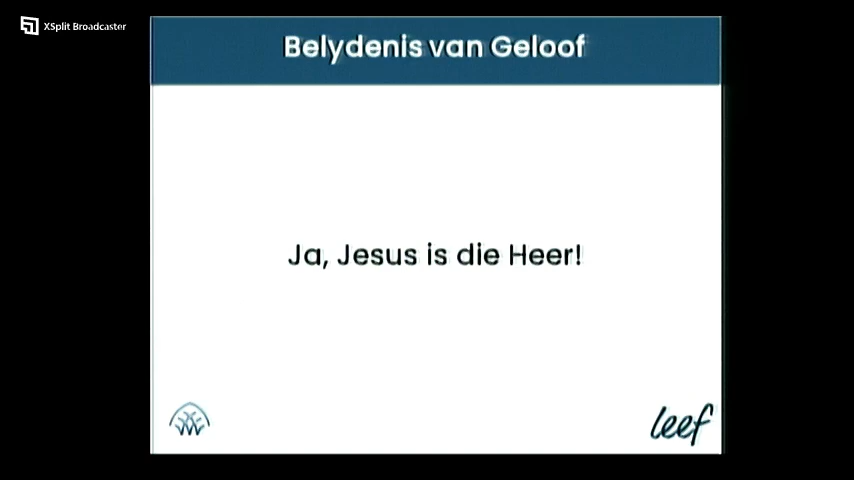 XSplit Broadcaster
Belydenis van Geloof
Ja, Jesus is die Heer!
leef